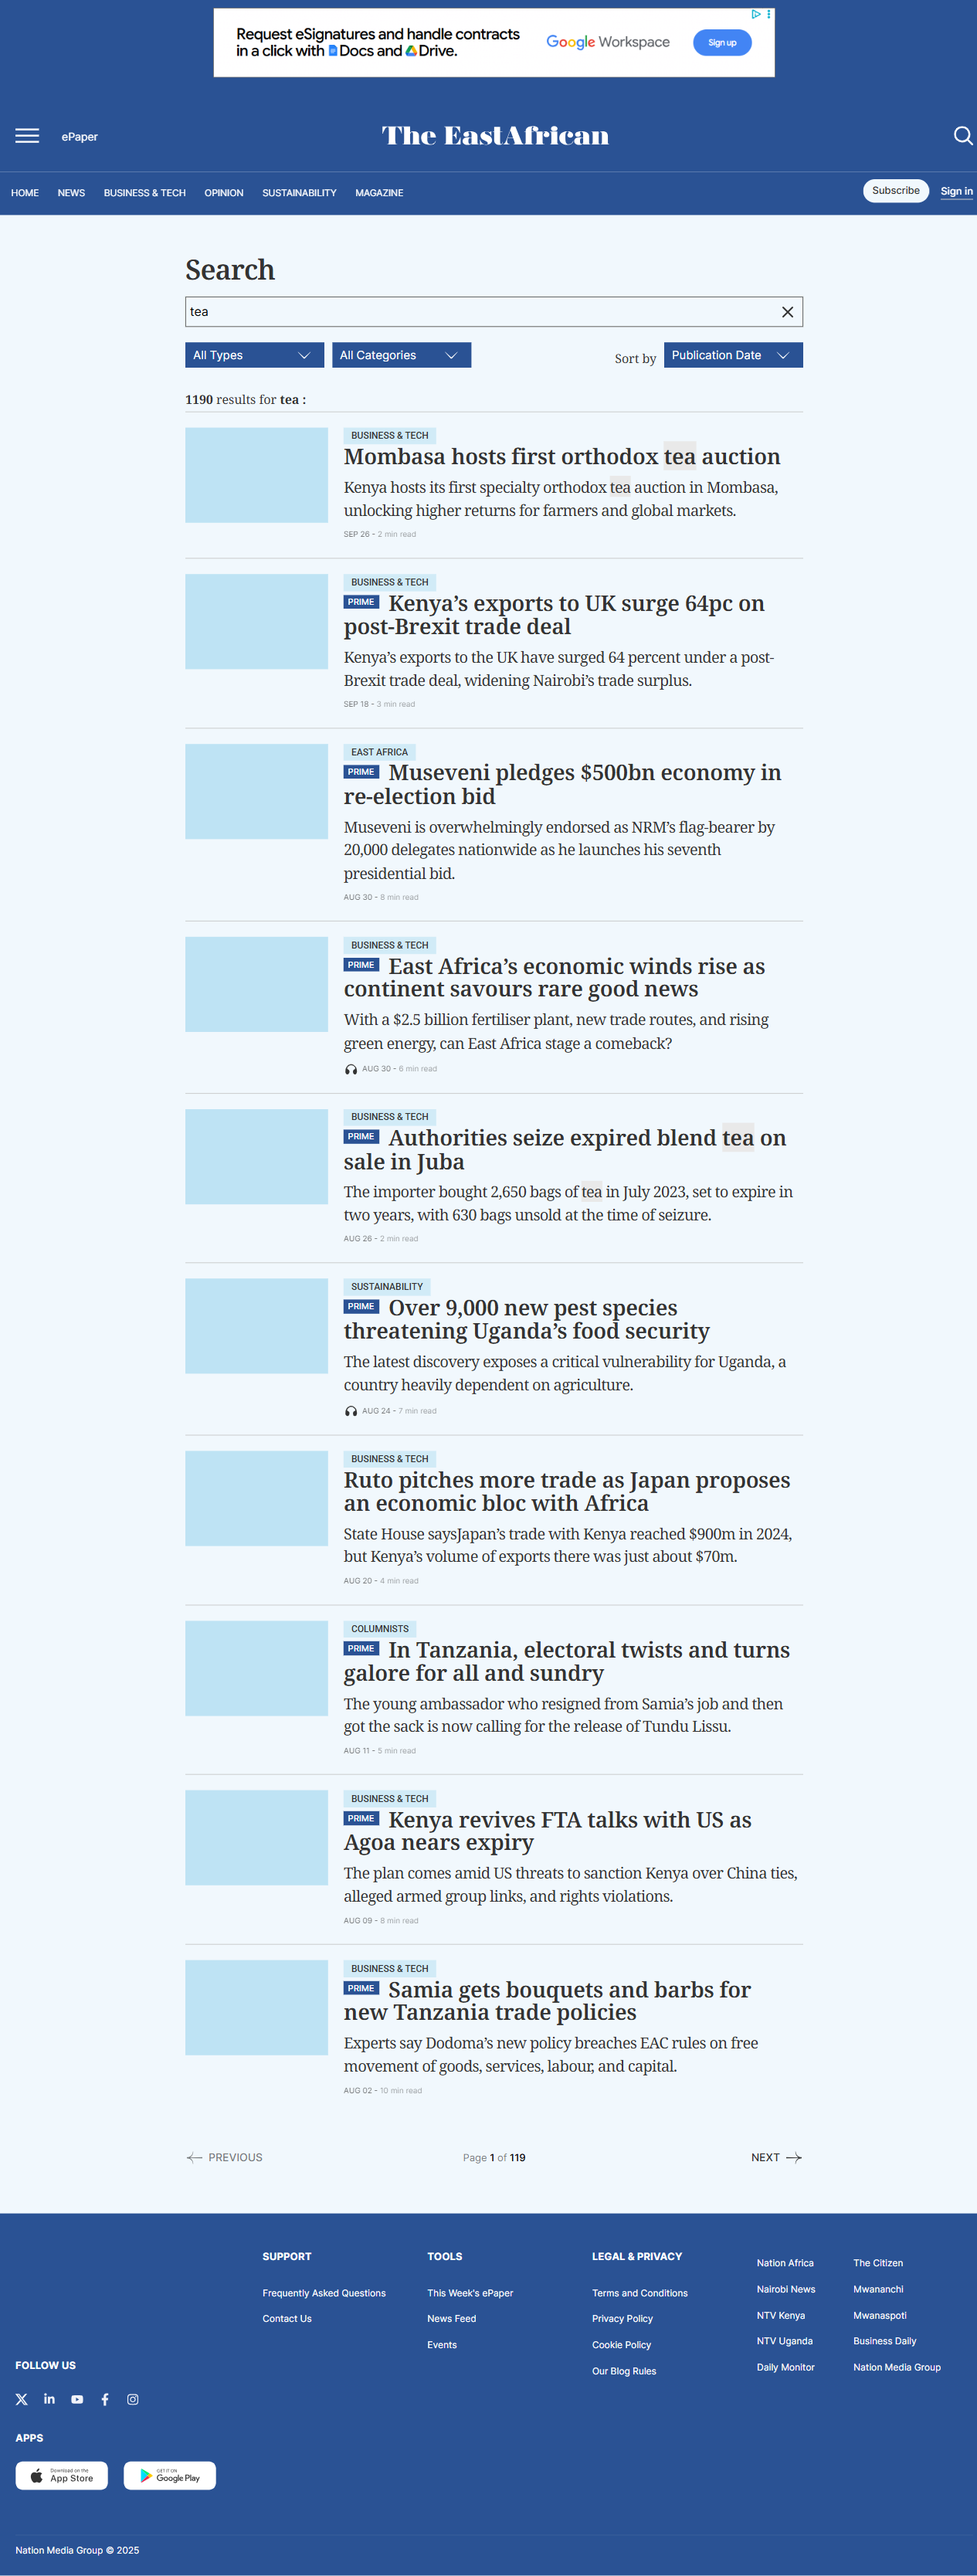 Request eSignatures and handle contracts
in a click with Docs and Drive.
Google Workspace
Sign up
ePaper
The EastAfrican
HOME NEWS BUSINESS & TECH OPINION SUSTAINABILITY MAGAZINE
Subscribe Sign in
Search
tea
All Types All Categories Sort by Publication Date
1190 results for tea :
BUSINESS & TECH
Mombasa hosts first orthodox tea auction
Kenya hosts its first specialty orthodox tea auction in Mombasa,
unlocking higher returns for farmers and global markets.
SEP 26 - 2 min read
BUSINESS & TECH
PRIME Kenya’s exports to UK surge 64pc on
post-Brexit trade deal
Kenya’s exports to the UK have surged 64 percent under a post-
Brexit trade deal, widening Nairobi’s trade surplus.
SEP 18 - 3 min read
EAST AFRICA
PRIME Museveni pledges $500bn economy in
re-election bid
Museveni is overwhelmingly endorsed as NRM’s flag-bearer by
20,000 delegates nationwide as he launches his seventh
presidential bid.
AUG 30 - 8 min read
BUSINESS & TECH
PRIME East Africa’s economic winds rise as
continent savours rare good news
With a $2.5 billion fertiliser plant, new trade routes, and rising
green energy, can East Africa stage a comeback?
AUG 30 - 6 min read
BUSINESS & TECH
PRIME Authorities seize expired blend tea on
sale in Juba
The importer bought 2,650 bags of tea in July 2023, set to expire in
two years, with 630 bags unsold at the time of seizure.
AUG 26 - 2 min read
SUSTAINABILITY
PRIME Over 9,000 new pest species
threatening Uganda’s food security
The latest discovery exposes a critical vulnerability for Uganda, a
country heavily dependent on agriculture.
AUG 24 - 7 min read
BUSINESS & TECH
Ruto pitches more trade as Japan proposes
an economic bloc with Africa
State House saysJapan’s trade with Kenya reached $900m in 2024,
but Kenya’s volume of exports there was just about $70m.
AUG 20 - 4 min read
COLUMNISTS
PRIME In Tanzania, electoral twists and turns
galore for all and sundry
The young ambassador who resigned from Samia’s job and then
got the sack is now calling for the release of Tundu Lissu.
AUG 11 - 5 min read
BUSINESS & TECH
PRIME Kenya revives FTA talks with US as
Agoa nears expiry
The plan comes amid US threats to sanction Kenya over China ties,
alleged armed group links, and rights violations.
AUG 09 - 8 min read
BUSINESS & TECH
PRIME Samia gets bouquets and barbs for
new Tanzania trade policies
Experts say Dodoma’s new policy breaches EAC rules on free
movement of goods, services, labour, and capital.
AUG 02 - 10 min read
PREVIOUS Page 1 of 119 NEXT
SUPPORT
Frequently Asked Questions
Contact Us
TOOLS
This Week's ePaper
News Feed
Events
LEGAL & PRIVACY
Terms and Conditions
Privacy Policy
Cookie Policy
Our Blog Rules
Nation Africa
Nairobi News
NTV Kenya
NTV Uganda
Daily Monitor
The Citizen
Mwananchi
Mwanaspoti
Business Daily
Nation Media Group
FOLLOW US
APPS
Download on the
App Store
GET IT ON
Google Play
Nation Media Group © 2025